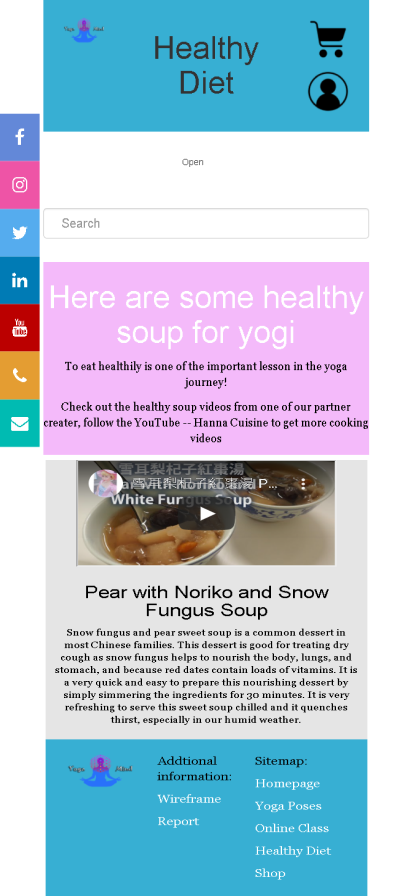 Healthy
Diet
Open
Search
Here are some healthy
soup for yogi
To eat healthily is one of the important lesson in the yoga
journey!
Check out the healthy soup videos from one of our partner
creater, follow the YouTube -- Hanna Cuisine to get more cooking
videos
雪耳梨杞子紅棗湯
雪耳梨杞子紅棗湯 P...
White Fungus Soup
Pear with Noriko and Snow
Fungus Soup
Snow fungus and pear sweet soup is a common dessert in
most Chinese families. This dessert is good for treating dry
cough as snow fungus helps to nourish the body, lungs, and
stomach, and because red dates contain loads of vitamins. It is
a very quick and easy to prepare this nourishing dessert by
simply simmering the ingredients for 30 minutes. It is very
refreshing to serve this sweet soup chilled and it quenches
thirst, especially in our humid weather.
Addtional
information:
Wireframe
Report
Sitemap:
Homepage
Yoga Poses
Online Class
Healthy Diet
Shop